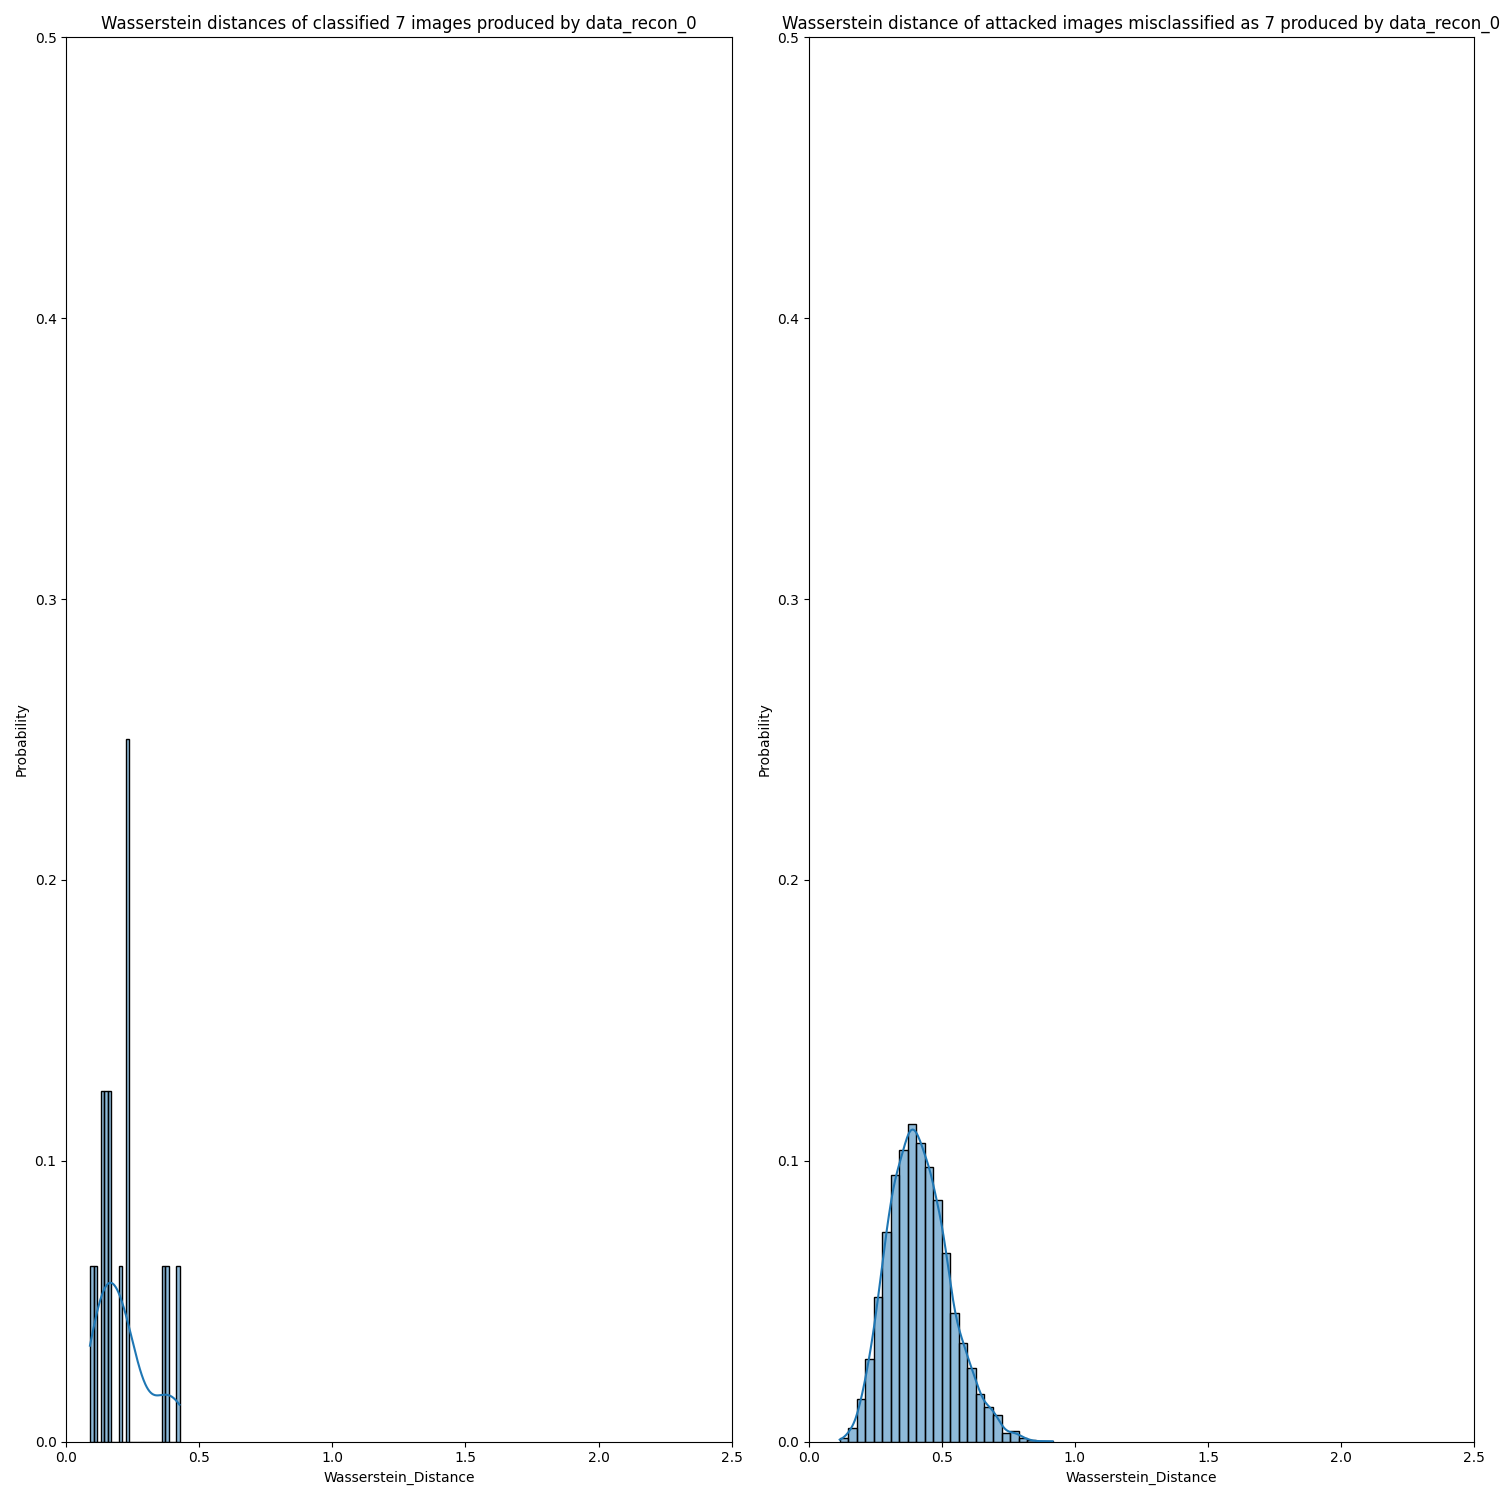 Wasserstein distances of classified 7 images produced by data_recon_0
Probability
0.5
0.4
0.3
0.2
0.1
0.0
0.0 0.5 1.0 1.5 2.0 2.5
Wasserstein_Distance
Wasserstein distance of attacked images misclassified as 7 produced by data_recon_0
Probability
0.5
0.4
0.3
0.2
0.1
0.0
0.0 0.5 1.0 1.5 2.0 2.5
Wasserstein_Distance